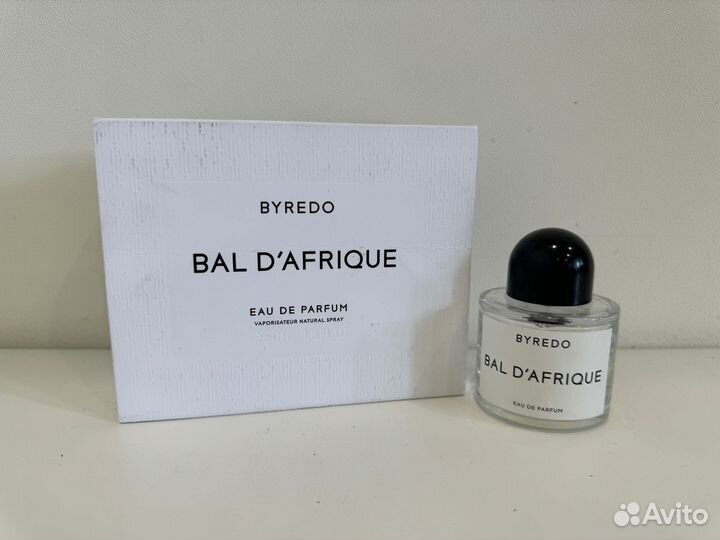 BYREDO
BAL D'AFRIQUE
EAU DE PARFUM
VAPORISATEUR NATURAL SPRAY
BYREDO
BAL D'AFRIQUE
EAU DE PARFUM
Avito